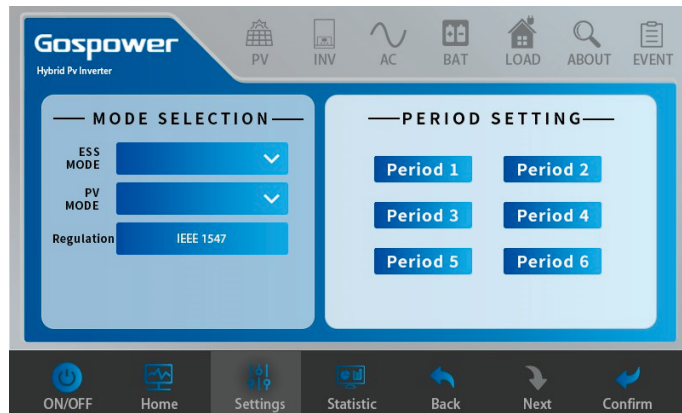 Gospower
Hybrid Pv Inverter
PV INV AC BAT LOAD ABOUT EVENT
MODE SELECTION
ESS
MODE
PV
MODE
Regulation IEEE 1547
PERIOD SETTING
Period 1 Period 2
Period 3 Period 4
Period 5 Period 6
ON/OFF Home Settings Statistic Back Next Confirm